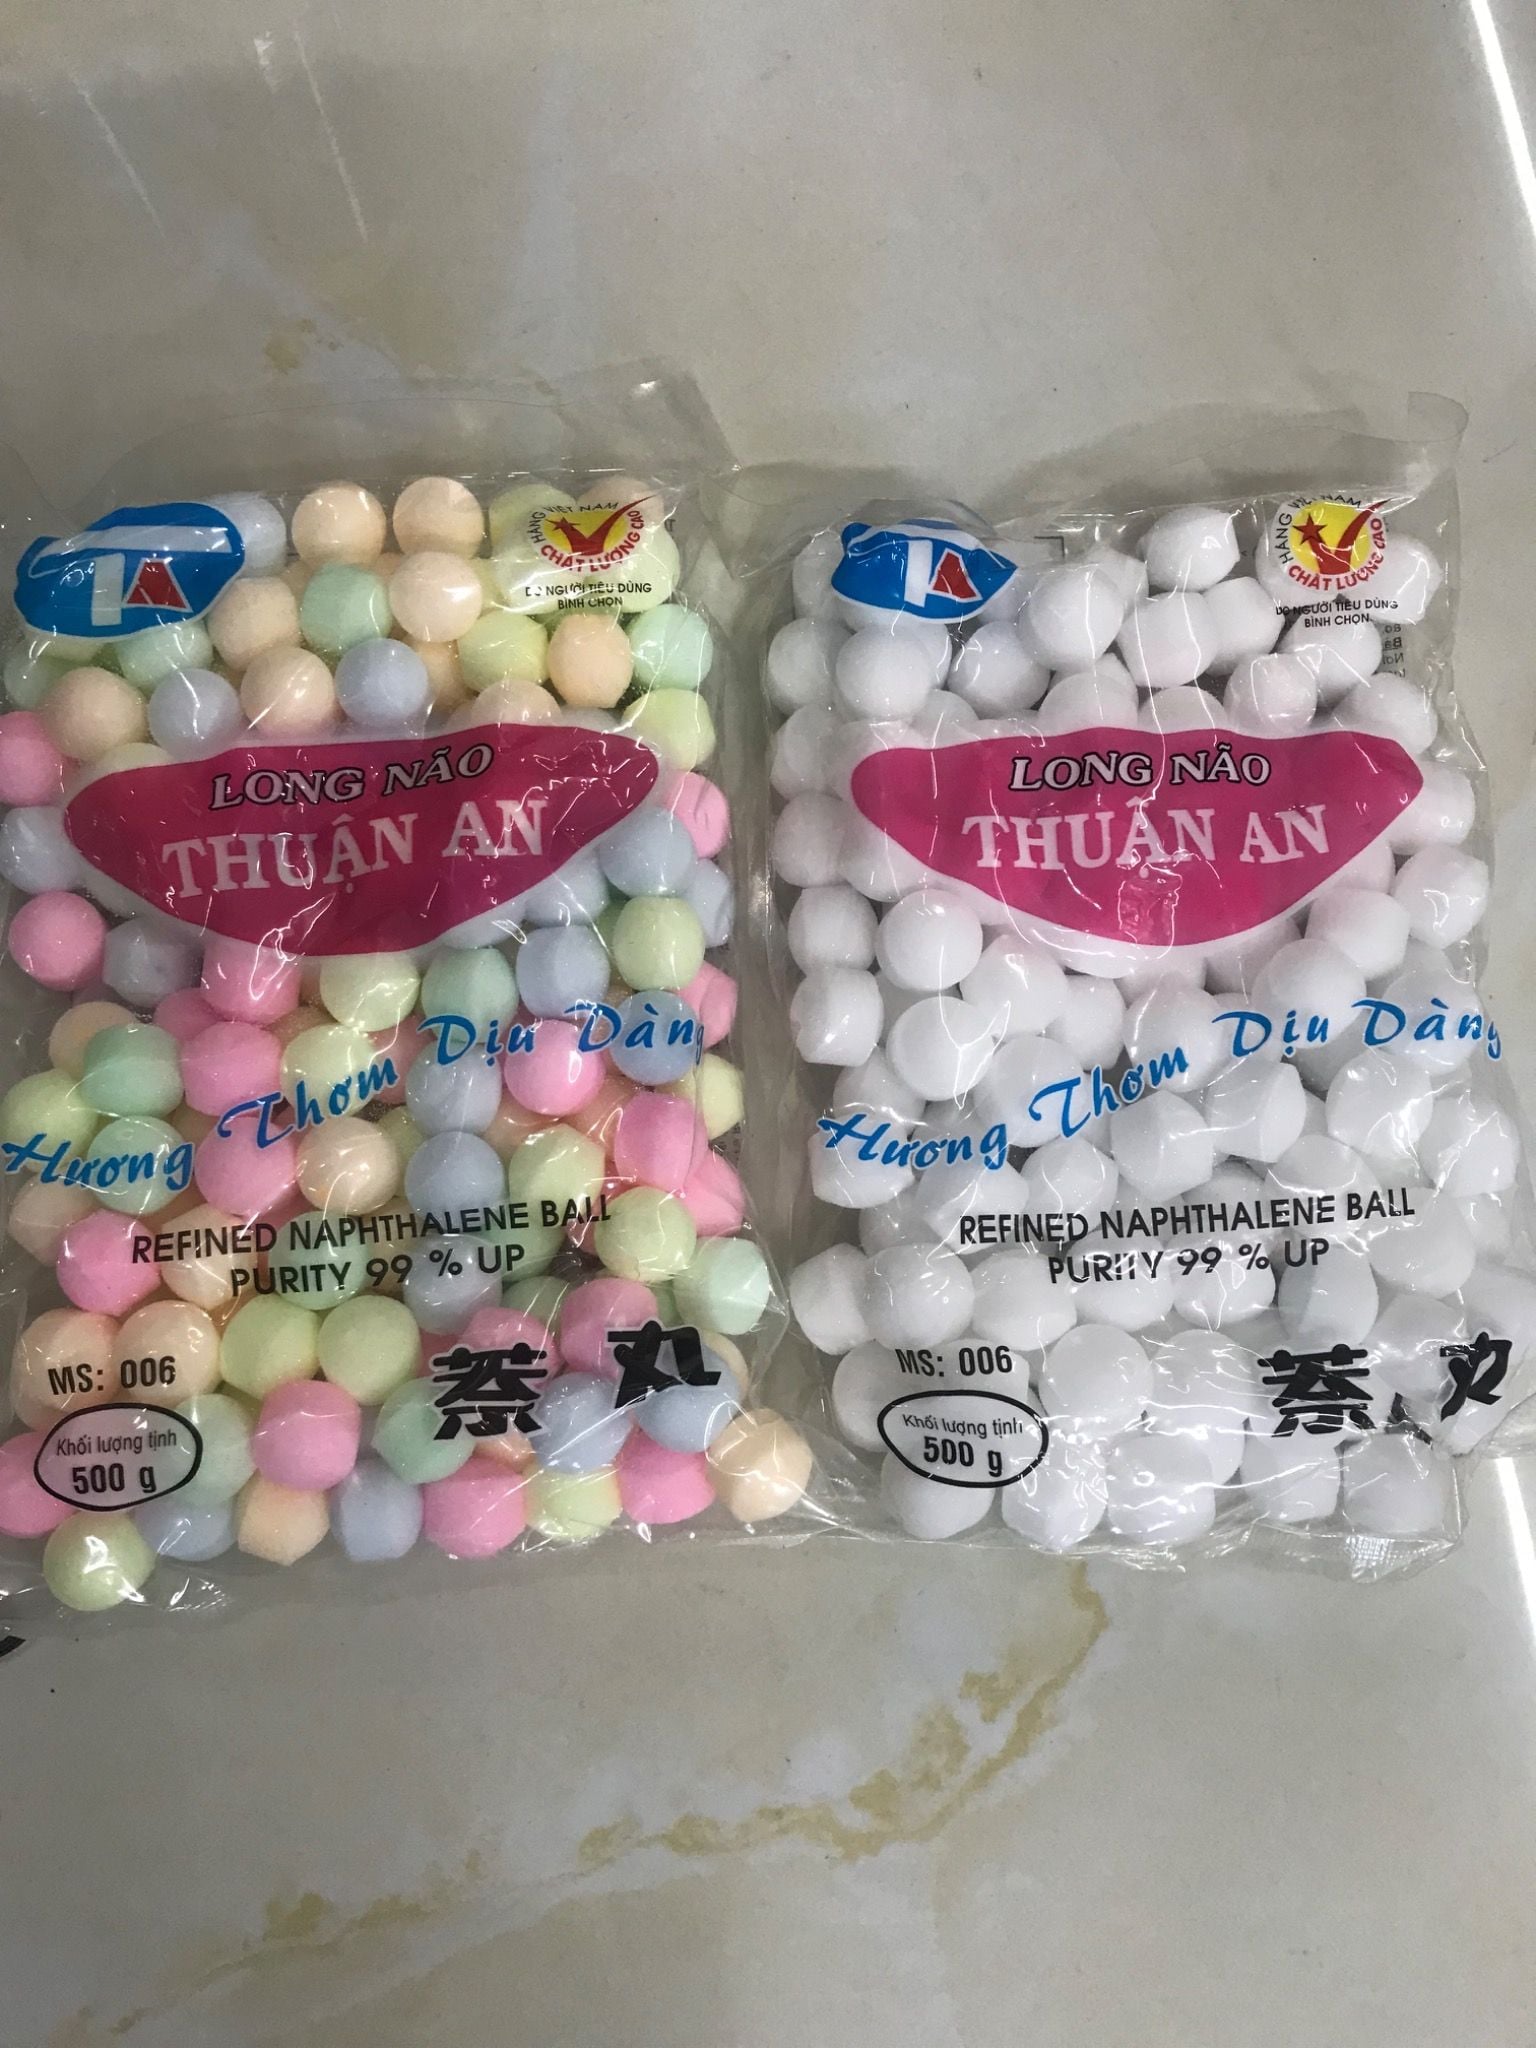 TA
HÀNG VIỆT NAM
CHẤT LƯỢNG CAO
DO NGƯỜI TIÊU DÙNG
BÌNH CHỌN
LONG NÃO
THUẬN AN
Hương Thơm Dịu Dàng
REFINED NAPHTHALENE BALL
PURITY 99 % UP
MS: 006
萘 丸
Khối lượng tịnh
500 g
TA
HÀNG VIỆT NAM
CHẤT LƯỢNG CAO
DO NGƯỜI TIÊU DÙNG
BÌNH CHỌN
LONG NÃO
THUẬN AN
Hương Thơm Dịu Dàng
REFINED NAPHTHALENE BALL
PURITY 99 % UP
MS: 006
萘 丸
Khối lượng tịnh
500 g